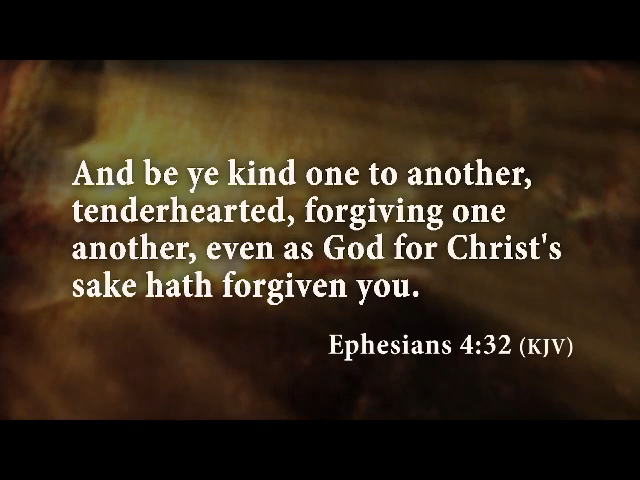 And be ye kind one to another,
tenderhearted, forgiving one
another, even as God for Christ's
sake hath forgiven you.
Ephesians 4:32 (KJV)